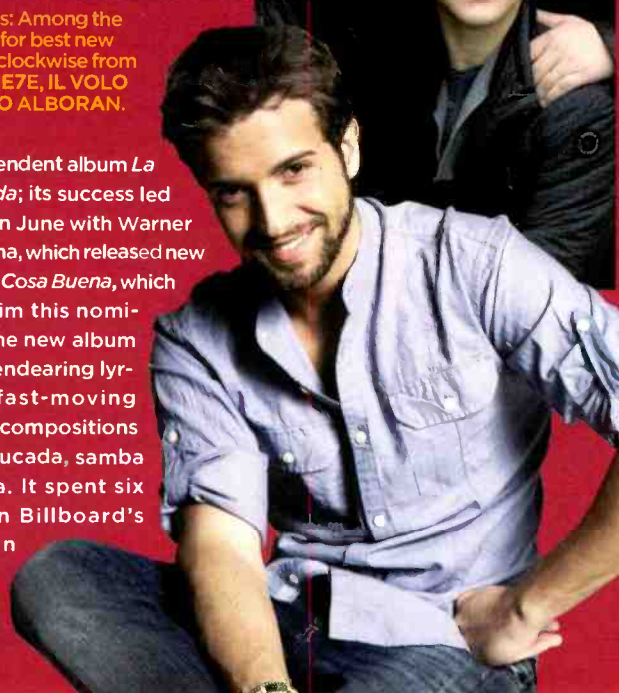 s: Among the
for best new
clockwise from
E7E, IL VOLO
O ALBORAN.
endent album La
da; its success led
n June with Warner
na, which released new
Cosa Buena, which
im this nomi-
ne new album
endearing lyr-
fast-moving
compositions
ucada, samba
a. It spent six
n Billboard's
n